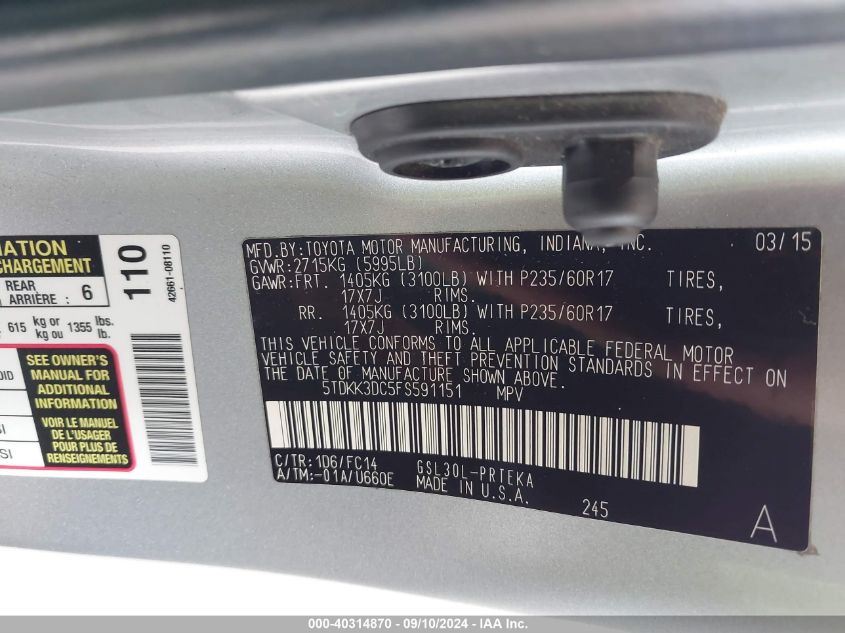 MATION
CHARGEMENT
REAR
ARRIÈRE : 6
615 kg or 1355 lbs.
kg ou lb.
SEE OWNER'S
MANUAL FOR
ADDITIONAL
INFORMATION
VOIR LE MANUEL
DE L'USAGER
POUR PLUS DE
RENSEIGNEMENTS
110
42661-08110
MFD.BY:TOYOTA MOTOR MANUFACTURING, INDIANA, INC. 03/15
GVWR:2715KG (5995LB)
GAWR:FRT. 1405KG (3100LB) WITH P235/60R17 TIRES,
17X7J RIMS.
RR. 1405KG (3100LB) WITH P235/60R17 TIRES,
17X7J RIMS.
THIS VEHICLE CONFORMS TO ALL APPLICABLE FEDERAL MOTOR
VEHICLE SAFETY AND THEFT PREVENTION STANDARDS IN EFFECT ON
THE DATE OF MANUFACTURE SHOWN ABOVE.
5TDKK3DC5FS591151 MPV
C/TR:1D6/FC14 GSL30L-PRTEKA
A/TM:-01A/U660E MADE IN U.S.A.
245
A
000-40314870 - 09/10/2024 - IAA Inc.